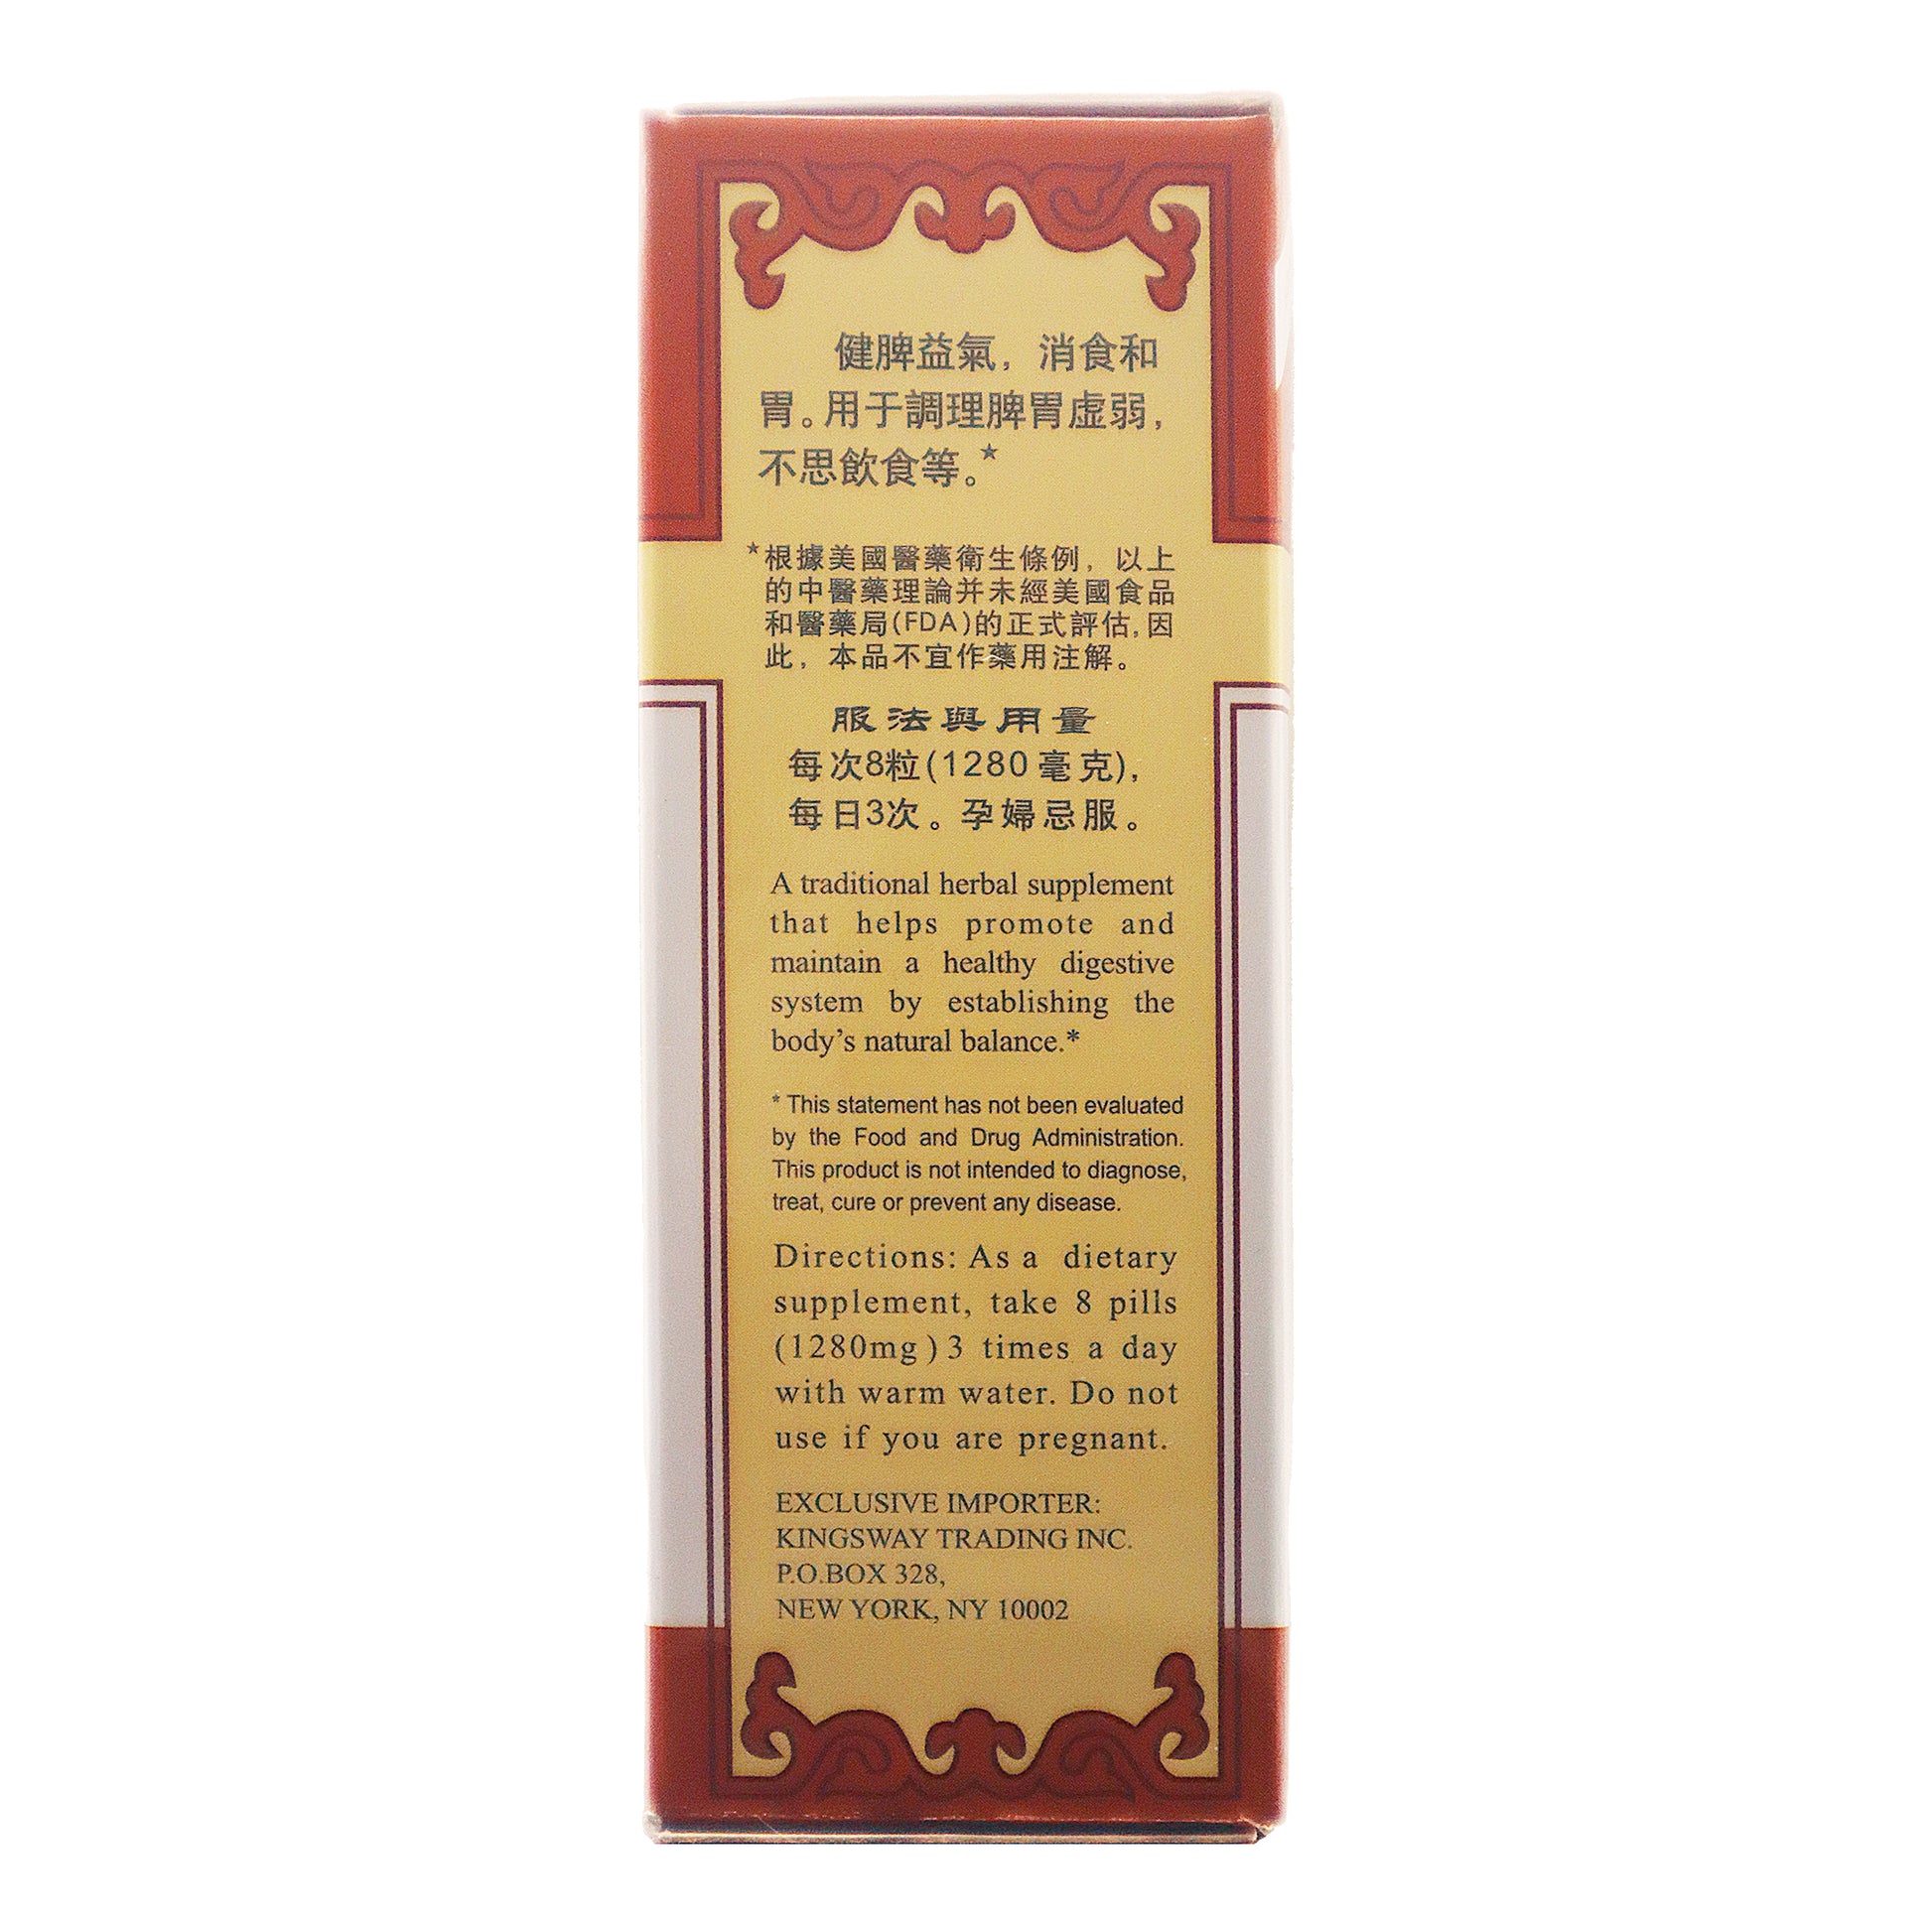 健脾益氣，消食和
胃。用于調理脾胃虛弱，
不思飲食等。★
★根據美國醫藥衛生條例，以上
的中醫藥理論并未經美國食品
和醫藥局(FDA)的正式評估,因
此，本品不宜作藥用注解。
服法與用量
每次8粒(1280毫克)，
每日3次。孕婦忌服。
A traditional herbal supplement
that helps promote and
maintain a healthy digestive
system by establishing the
body's natural balance.*
* This statement has not been evaluated
by the Food and Drug Administration.
This product is not intended to diagnose,
treat, cure or prevent any disease.
Directions: As a dietary
supplement, take 8 pills
(1280mg)3 times a day
with warm water. Do not
use if you are pregnant.
EXCLUSIVE IMPORTER:
KINGSWAY TRADING INC.
P.O.BOX 328,
NEW YORK, NY 10002